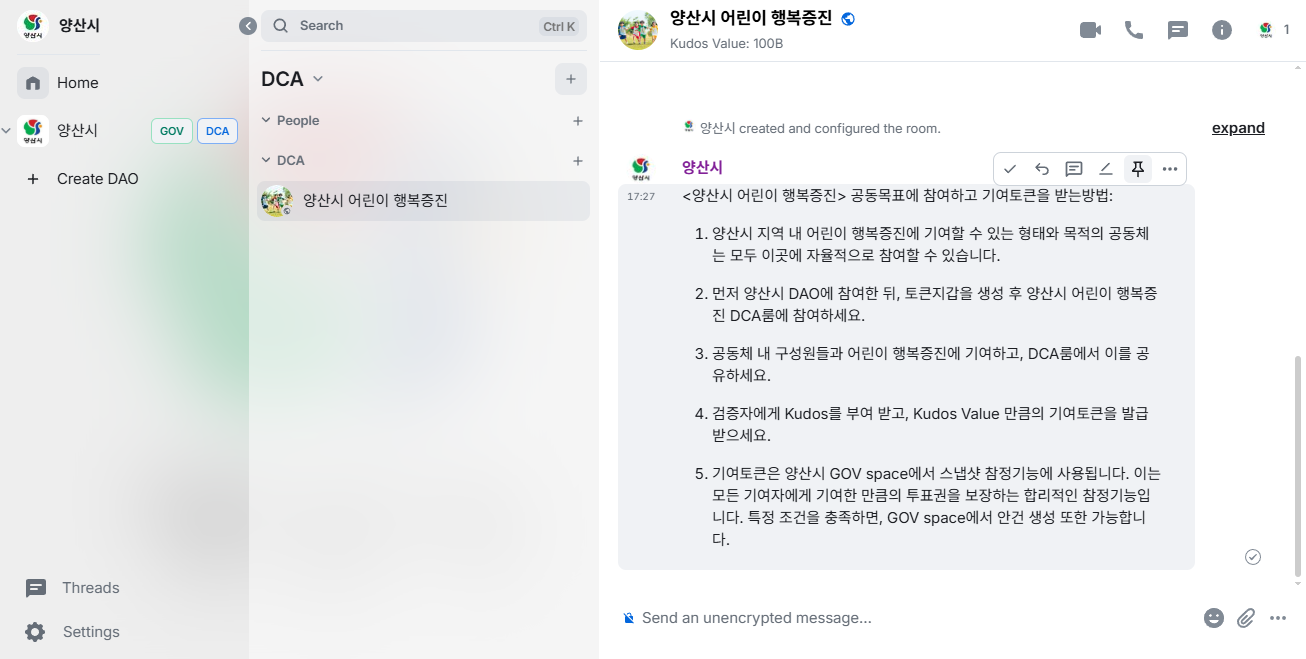 양산시
Home
양산시
GOV
DCA
Create DAO
Threads
Settings
Search
Ctrl K
DCA
People
DCA
양산시 어린이 행복증진
양산시 어린이 행복증진
Kudos Value: 100B
1
양산시 created and configured the room.
expand
양산시
17:27
<양산시 어린이 행복증진> 공동목표에 참여하고 기여토큰을 받는방법:
1. 양산시 지역 내 어린이 행복증진에 기여할 수 있는 형태와 목적의 공동체
는 모두 이곳에 자율적으로 참여할 수 있습니다.
2. 먼저 양산시 DAO에 참여한 뒤, 토큰지갑을 생성 후 양산시 어린이 행복증
진 DCA룸에 참여하세요.
3. 공동체 내 구성원들과 어린이 행복증진에 기여하고, DCA룸에서 이를 공
유하세요.
4. 검증자에게 Kudos를 부여 받고, Kudos Value 만큼의 기여토큰을 발급
받으세요.
5. 기여토큰은 양산시 GOV space에서 스냅샷 참정기능에 사용됩니다. 이는
모든 기여자에게 기여한 만큼의 투표권을 보장하는 합리적인 참정기능입
니다. 특정 조건을 충족하면, GOV space에서 안건 생성 또한 가능합니
다.
Send an unencrypted message...